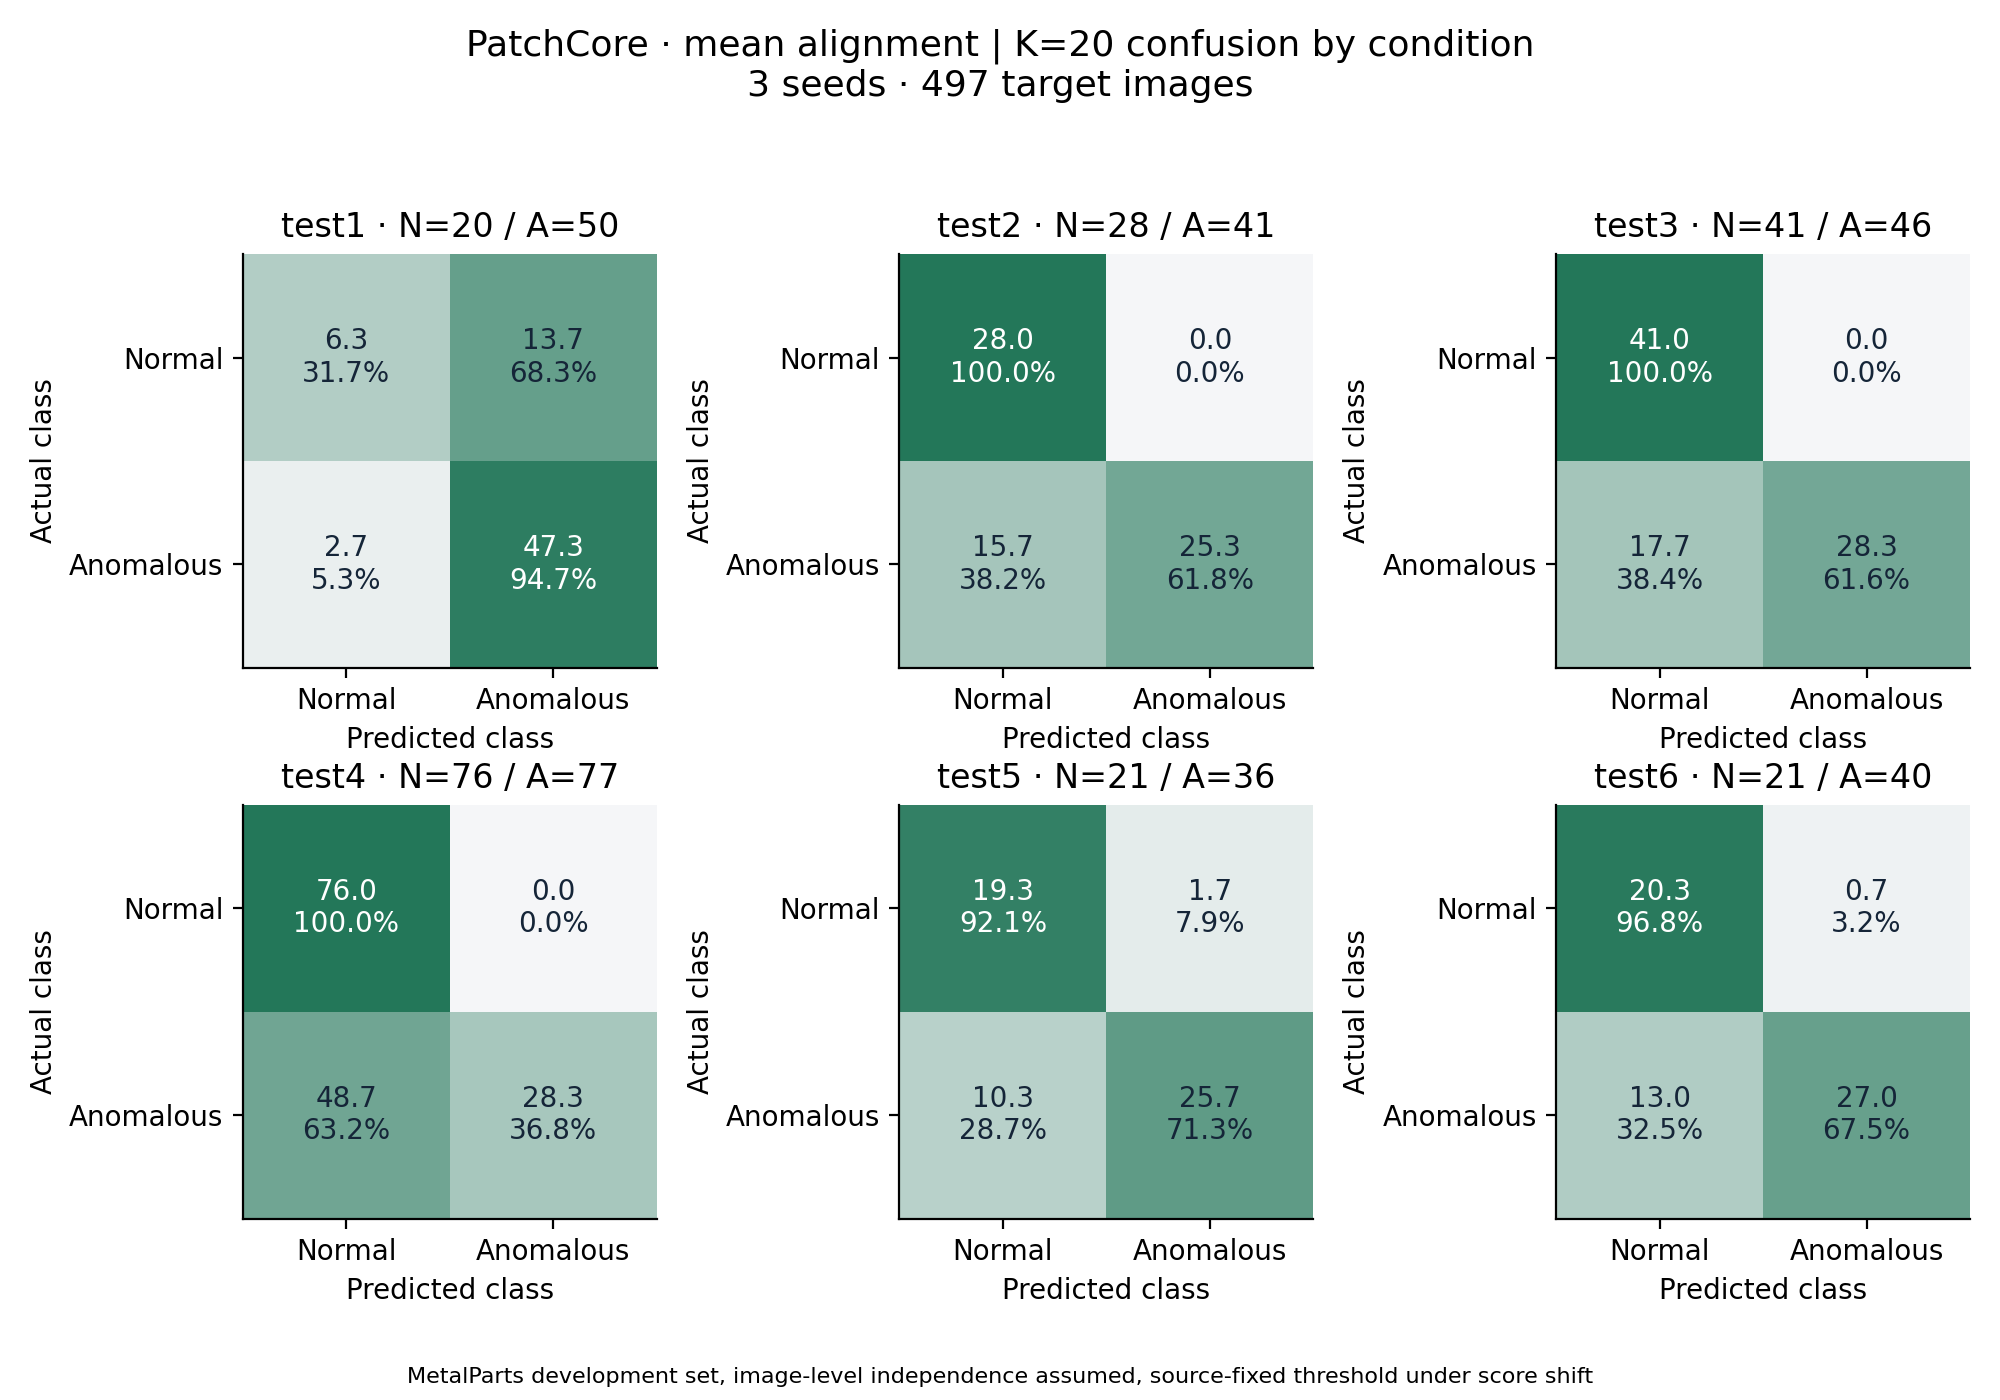 PatchCore · mean alignment | K=20 confusion by condition
3 seeds · 497 target images
test1 · N=20 / A=50
Actual class
Normal
6.3
31.7%
13.7
68.3%
Anomalous
2.7
5.3%
47.3
94.7%
Normal
Anomalous
Predicted class
test2 · N=28 / A=41
Actual class
Normal
28.0
100.0%
0.0
0.0%
Anomalous
15.7
38.2%
25.3
61.8%
Normal
Anomalous
Predicted class
test3 · N=41 / A=46
Actual class
Normal
41.0
100.0%
0.0
0.0%
Anomalous
17.7
38.4%
28.3
61.6%
Normal
Anomalous
Predicted class
test4 · N=76 / A=77
Actual class
Normal
76.0
100.0%
0.0
0.0%
Anomalous
48.7
63.2%
28.3
36.8%
Normal
Anomalous
Predicted class
test5 · N=21 / A=36
Actual class
Normal
19.3
92.1%
1.7
7.9%
Anomalous
10.3
28.7%
25.7
71.3%
Normal
Anomalous
Predicted class
test6 · N=21 / A=40
Actual class
Normal
20.3
96.8%
0.7
3.2%
Anomalous
13.0
32.5%
27.0
67.5%
Normal
Anomalous
Predicted class
MetalParts development set, image-level independence assumed, source-fixed threshold under score shift